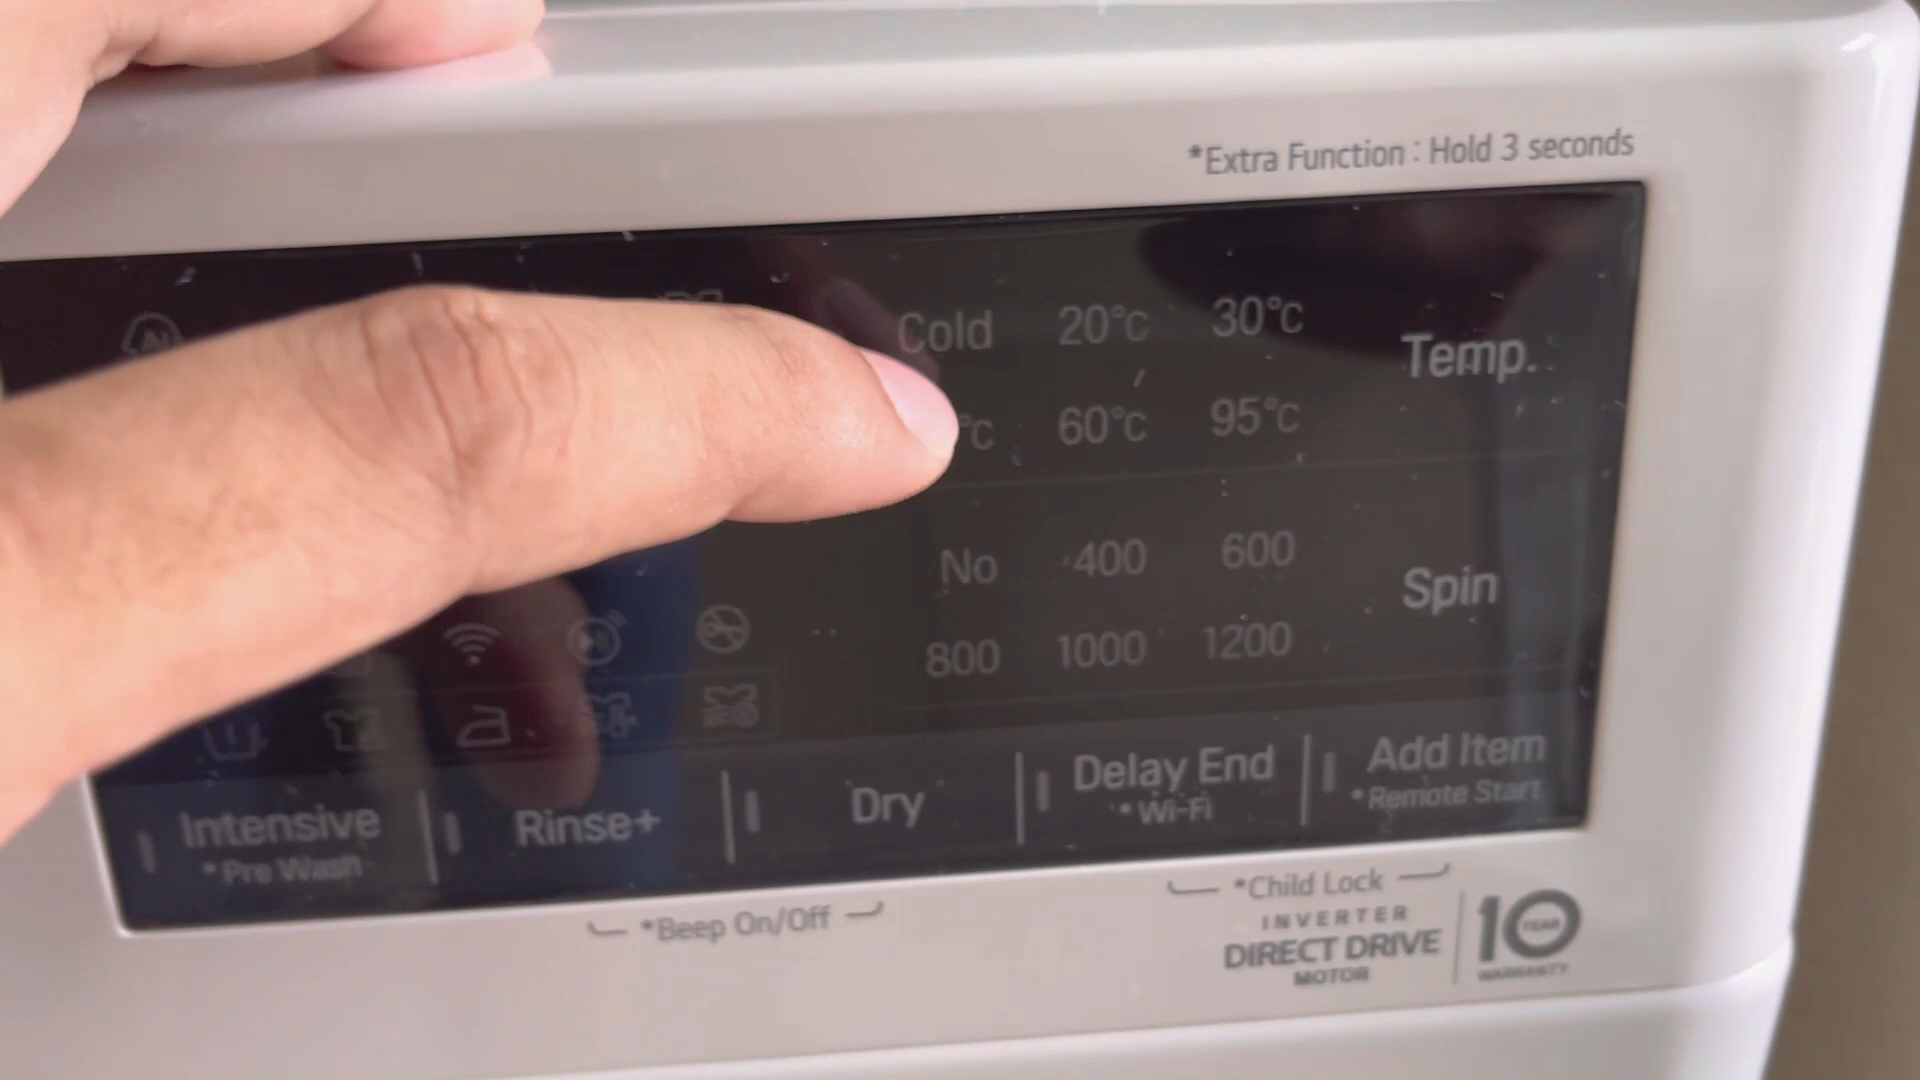 *Extra Function : Hold 3 seconds
Cold 20°C 30°C
Temp.
°C 60°C 95°C
No 400 600
Spin
800 1000 1200
Intensive
*Pre Wash
Rinse+
Dry
Delay End
*Wi-Fi
Add Item
*Remote Start
*Beep On/Off
*Child Lock
INVERTER
DIRECT DRIVE
MOTOR
10
YEAR
WARRANTY